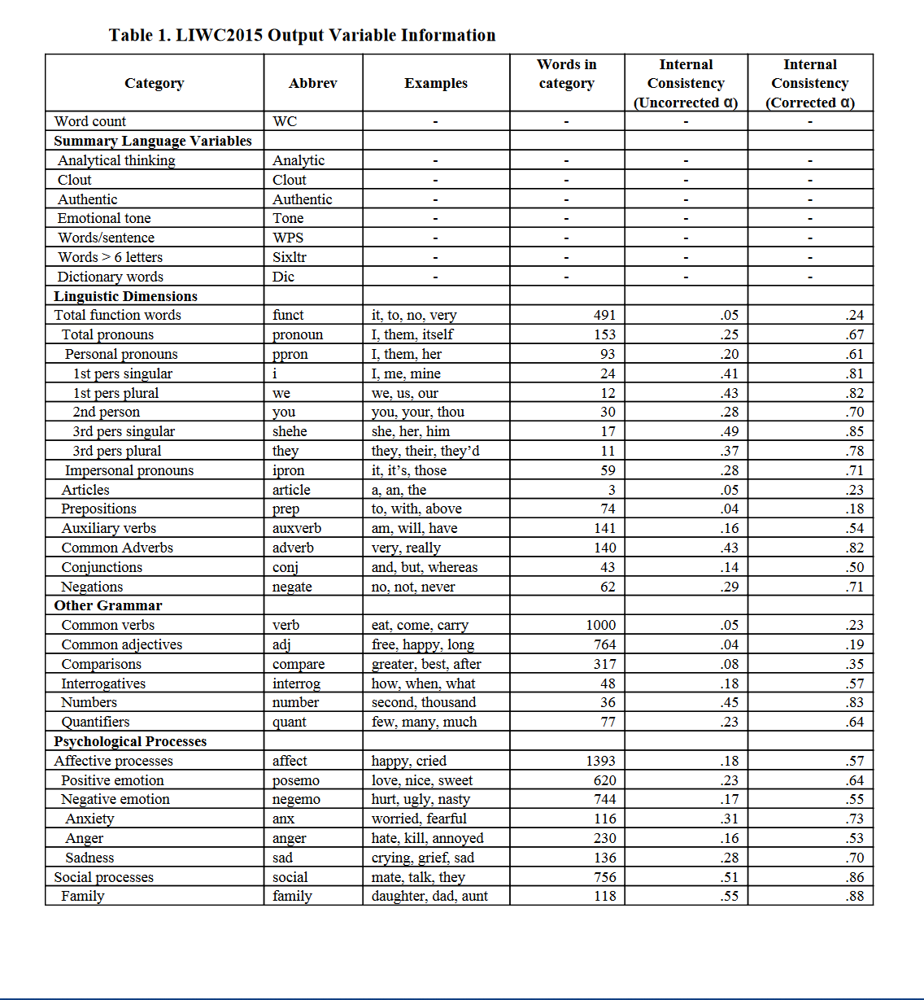 Table 1. LIWC2015 Output Variable Information
Category Abbrev Examples Words in category Internal Consistency (Uncorrected α) Internal Consistency (Corrected α)
Word count WC - - - -
Summary Language Variables
Analytical thinking Analytic - - - -
Clout Clout - - - -
Authentic Authentic - - - -
Emotional tone Tone - - - -
Words/sentence WPS - - - -
Words > 6 letters Sixltr - - - -
Dictionary words Dic - - - -
Linguistic Dimensions
Total function words funct it, to, no, very 491 .05 .24
Total pronouns pronoun I, them, itself 153 .25 .67
Personal pronouns ppron I, them, her 93 .20 .61
1st pers singular i I, me, mine 24 .41 .81
1st pers plural we we, us, our 12 .43 .82
2nd person you you, your, thou 30 .28 .70
3rd pers singular shehe she, her, him 17 .49 .85
3rd pers plural they they, their, they’d 11 .37 .78
Impersonal pronouns ipron it, it’s, those 59 .28 .71
Articles article a, an, the 3 .05 .23
Prepositions prep to, with, above 74 .04 .18
Auxiliary verbs auxverb am, will, have 141 .16 .54
Common Adverbs adverb very, really 140 .43 .82
Conjunctions conj and, but, whereas 43 .14 .50
Negations negate no, not, never 62 .29 .71
Other Grammar
Common verbs verb eat, come, carry 1000 .05 .23
Common adjectives adj free, happy, long 764 .04 .19
Comparisons compare greater, best, after 317 .08 .35
Interrogatives interrog how, when, what 48 .18 .57
Numbers number second, thousand 36 .45 .83
Quantifiers quant few, many, much 77 .23 .64
Psychological Processes
Affective processes affect happy, cried 1393 .18 .57
Positive emotion posemo love, nice, sweet 620 .23 .64
Negative emotion negemo hurt, ugly, nasty 744 .17 .55
Anxiety anx worried, fearful 116 .31 .73
Anger anger hate, kill, annoyed 230 .16 .53
Sadness sad crying, grief, sad 136 .28 .70
Social processes social mate, talk, they 756 .51 .86
Family family daughter, dad, aunt 118 .55 .88